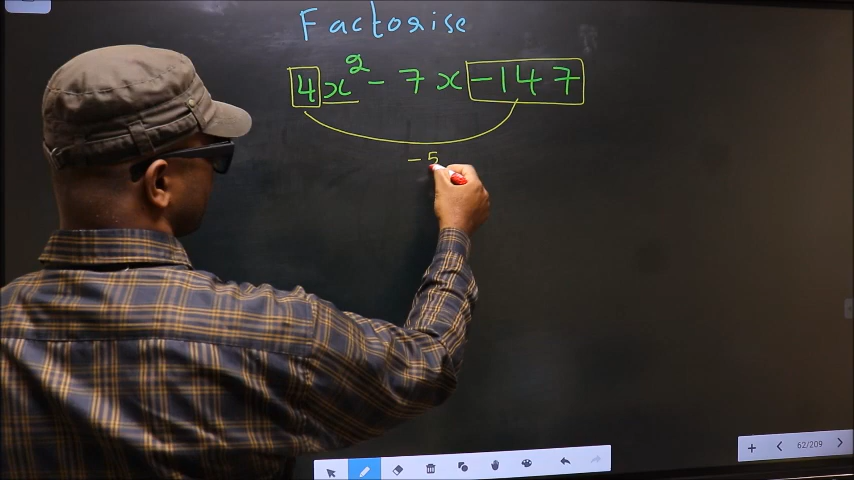 Factorise
4x² - 7x - 147
- 5
62/209